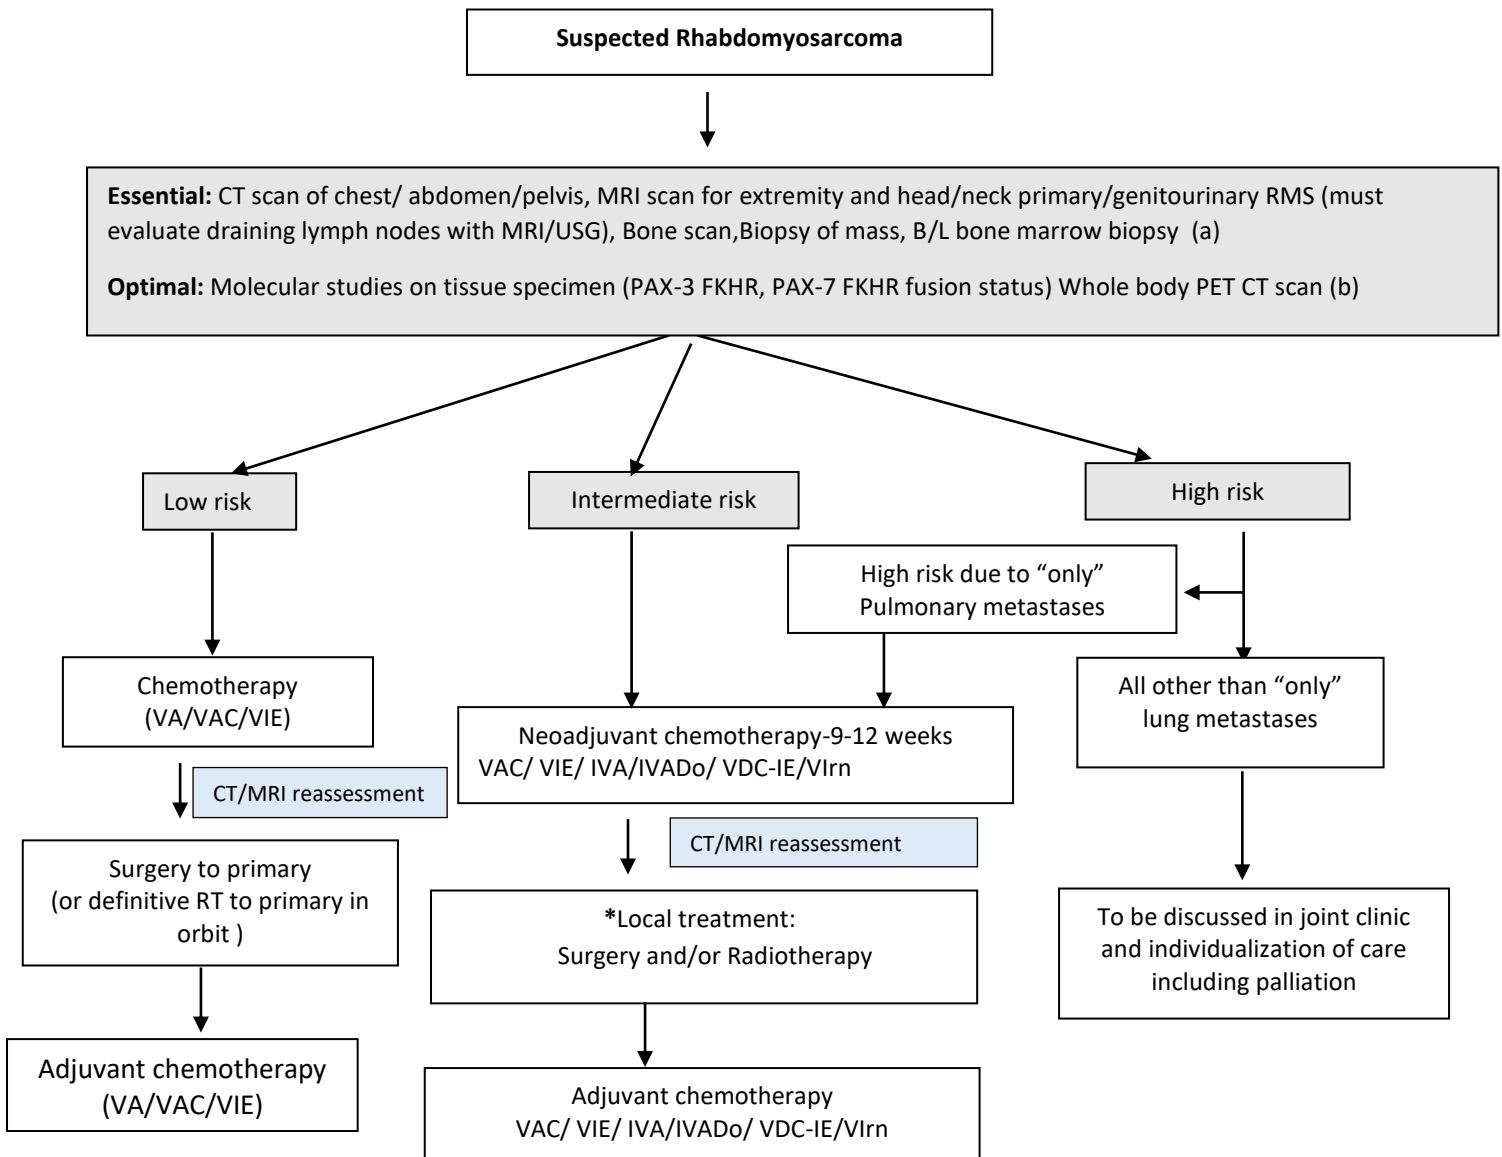 Suspected Rhabdomyosarcoma
Essential: CT scan of chest/ abdomen/pelvis, MRI scan for extremity and head/neck primary/genitourinary RMS (must
evaluate draining lymph nodes with MRI/USG), Bone scan,Biopsy of mass, B/L bone marrow biopsy (a)
Optimal: Molecular studies on tissue specimen (PAX-3 FKHR, PAX-7 FKHR fusion status) Whole body PET CT scan (b)
Low risk
Intermediate risk
High risk
High risk due to “only”
Pulmonary metastases
Chemotherapy
(VA/VAC/VIE)
All other than “only”
lung metastases
Neoadjuvant chemotherapy-9-12 weeks
VAC/ VIE/ IVA/IVADo/ VDC-IE/VIrn
CT/MRI reassessment
CT/MRI reassessment
Surgery to primary
(or definitive RT to primary in
orbit )
*Local treatment:
Surgery and/or Radiotherapy
To be discussed in joint clinic
and individualization of care
including palliation
Adjuvant chemotherapy
(VA/VAC/VIE)
Adjuvant chemotherapy
VAC/ VIE/ IVA/IVADo/ VDC-IE/VIrn